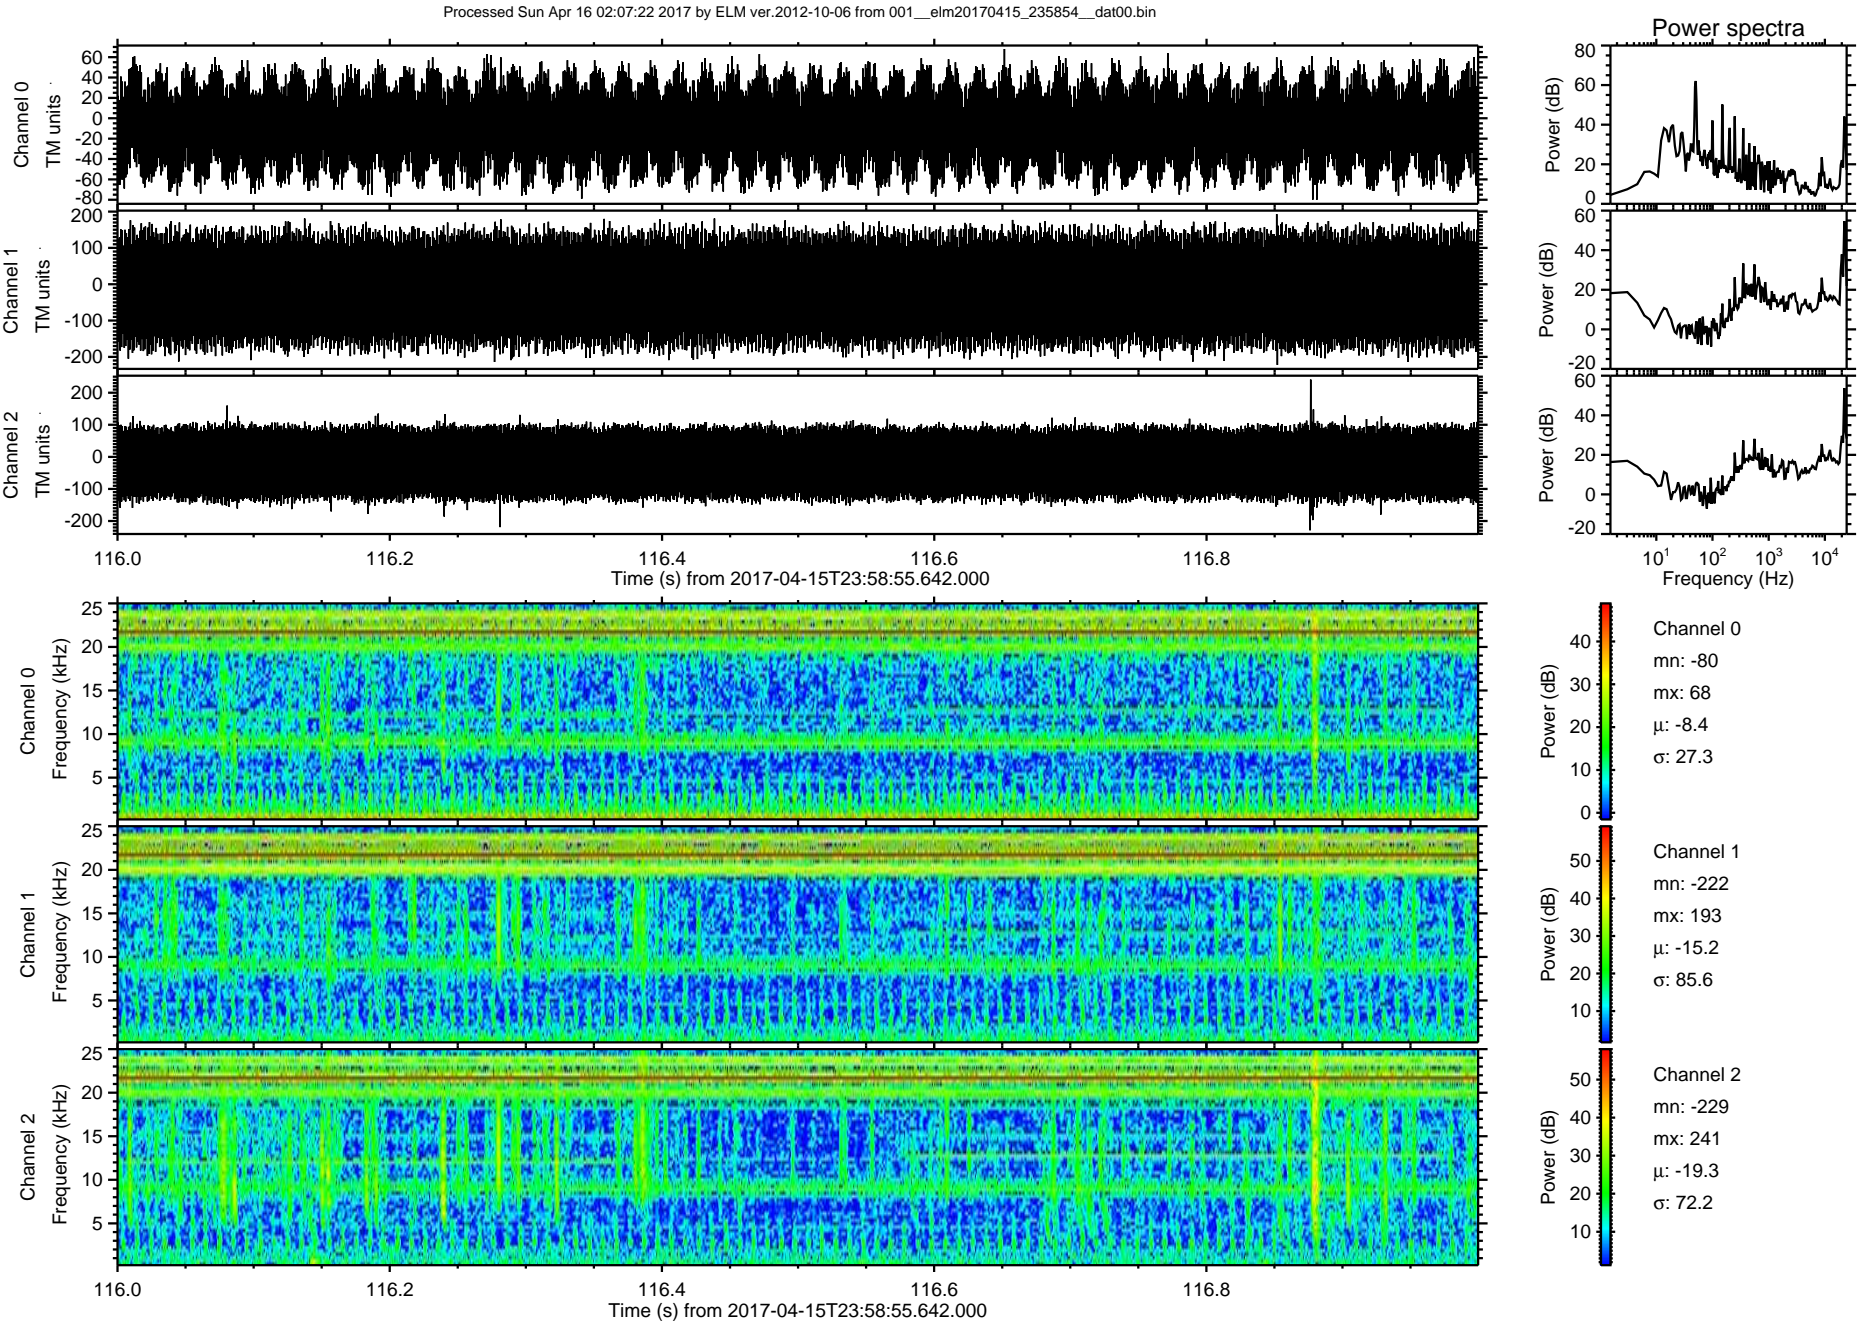 Processed Sun Apr 16 02:07:22 2017 by ELM ver.2012-10-06 from 001__elm20170415_235854__dat00.bin
Power spectra
Channel 0
TM units
60
40
20
0
-20
-40
-60
-80
Power (dB)
80
60
40
20
0
Channel 1
TM units
200
100
0
-100
-200
Power (dB)
60
40
20
0
-20
Channel 2
TM units
200
100
0
-100
-200
Power (dB)
60
40
20
0
-20
116.0 116.2 116.4 116.6 116.8
Time (s) from 2017-04-15T23:58:55.642.000
10^1 10^2 10^3 10^4
Frequency (Hz)
Channel 0
Frequency (kHz)
25
20
15
10
5
Power (dB)
40
30
20
10
0
Channel 0
mn: -80
mx: 68
μ: -8.4
σ: 27.3
Channel 1
Frequency (kHz)
25
20
15
10
5
Power (dB)
50
40
30
20
10
Channel 1
mn: -222
mx: 193
μ: -15.2
σ: 85.6
Channel 2
Frequency (kHz)
25
20
15
10
5
Power (dB)
50
40
30
20
10
Channel 2
mn: -229
mx: 241
μ: -19.3
σ: 72.2
116.0 116.2 116.4 116.6 116.8
Time (s) from 2017-04-15T23:58:55.642.000